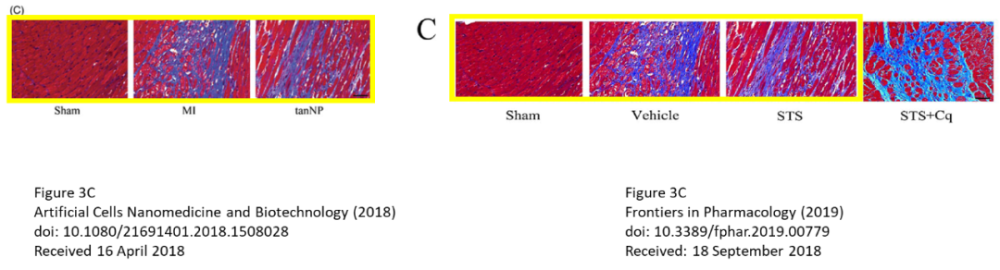 (C)
Sham MI tanNP
C
Sham Vehicle STS STS+Cq
Figure 3C
Artificial Cells Nanomedicine and Biotechnology (2018)
doi: 10.1080/21691401.2018.1508028
Received 16 April 2018
Figure 3C
Frontiers in Pharmacology (2019)
doi: 10.3389/fphar.2019.00779
Received: 18 September 2018